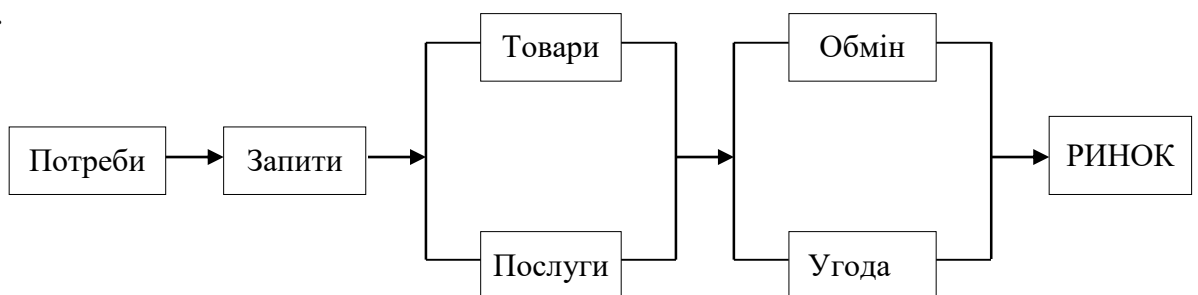 Товари
Обмін
Потреби
Запити
РИНОК
Послуги
Угода